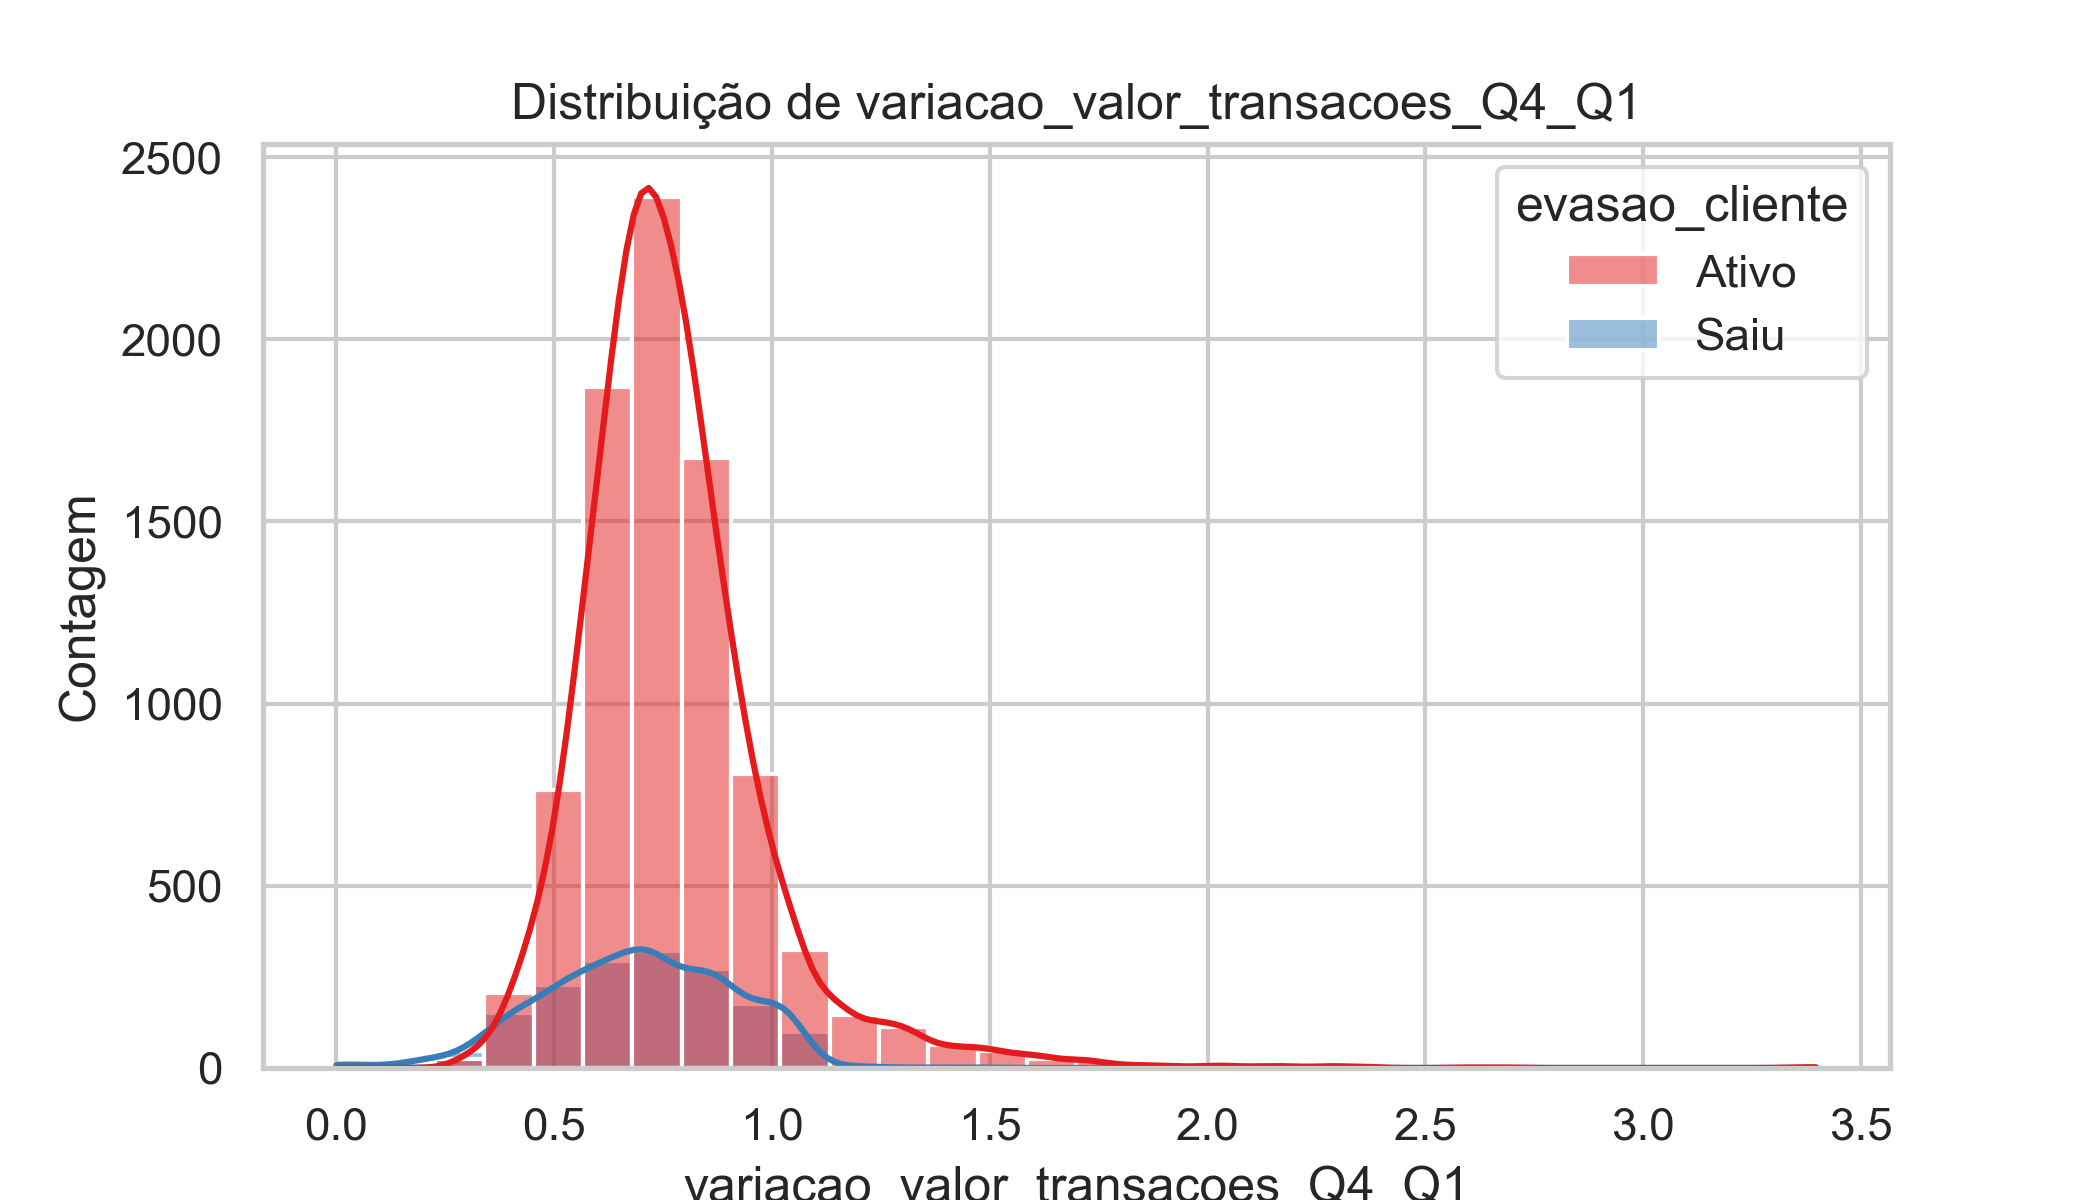 Distribuição de variacao_valor_transacoes_Q4_Q1
2500
2000
1500
1000
500
0
Contagem
evasao_cliente
Ativo
Saiu
0.0 0.5 1.0 1.5 2.0 2.5 3.0 3.5
variacao_valor_transacoes_Q4_Q1